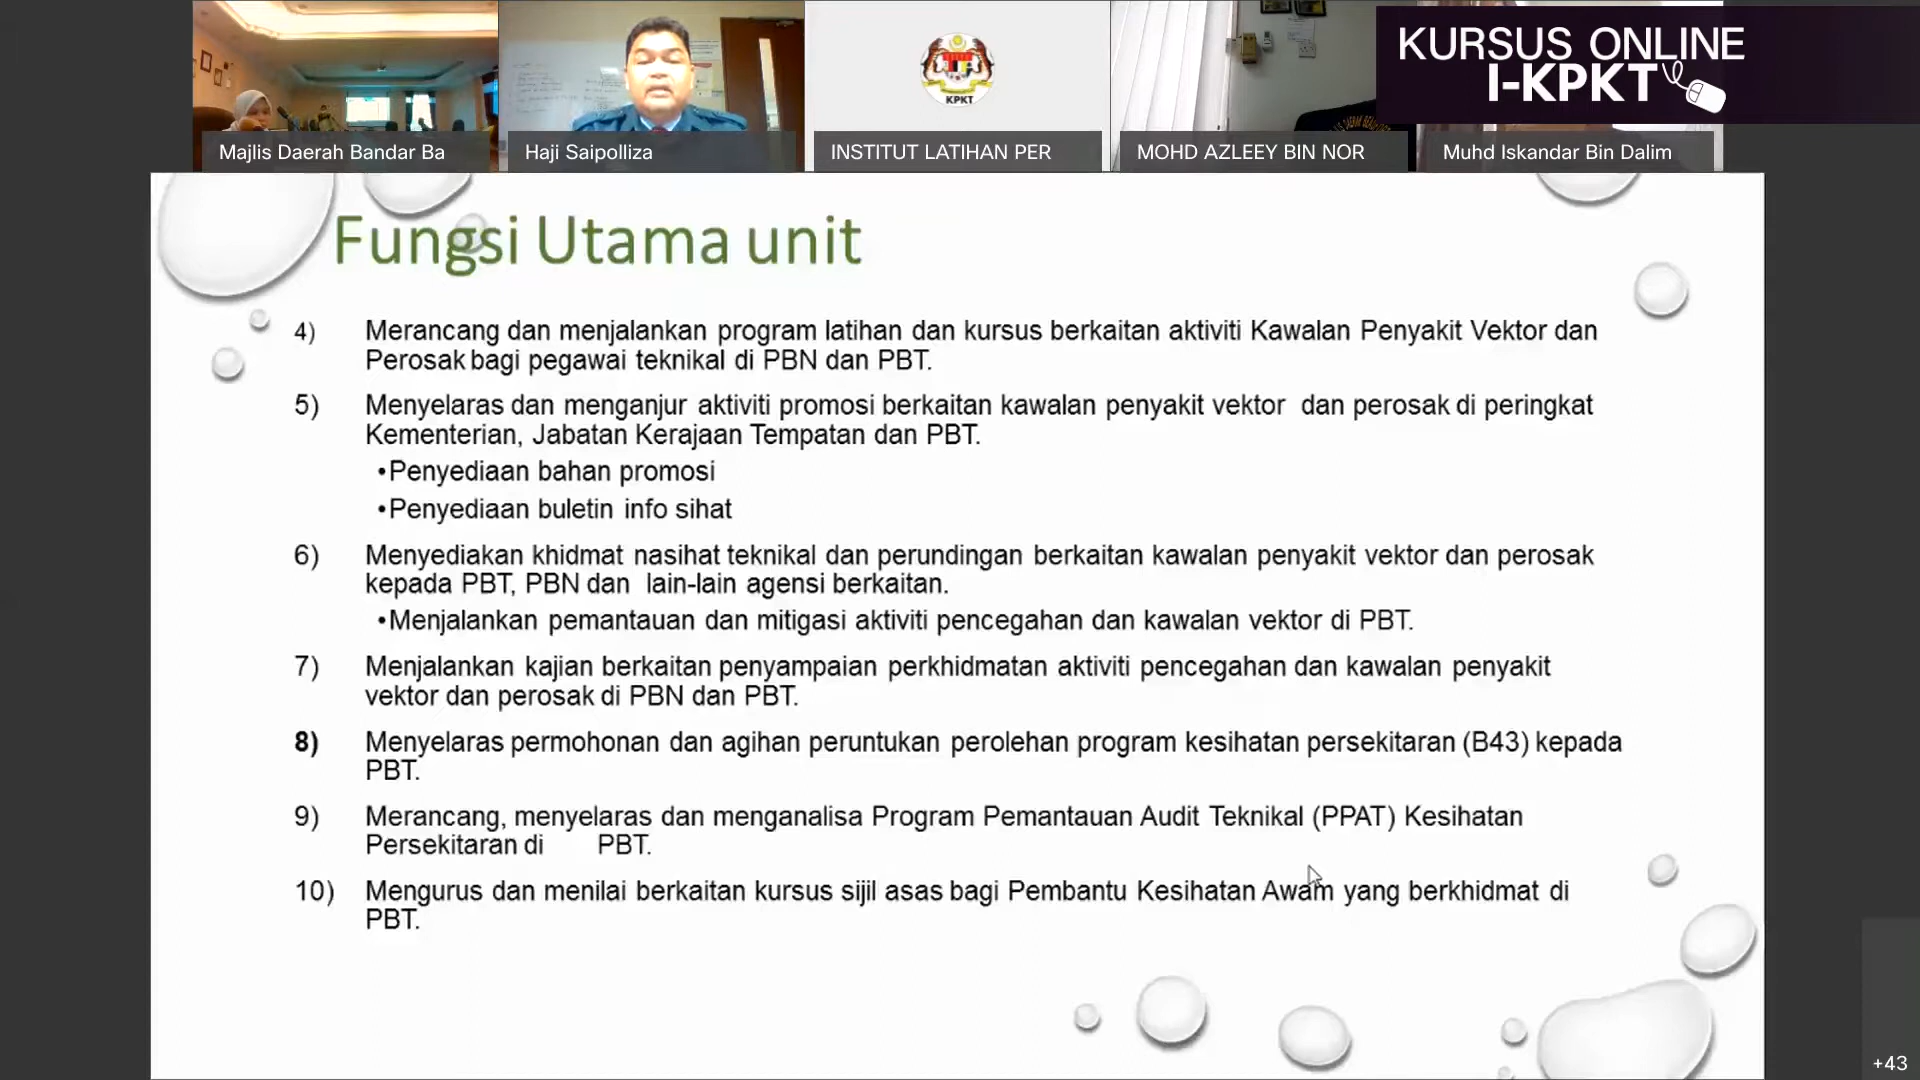 KURSUS ONLINE
I-KPKT
KPKT
Majlis Daerah Bandar Ba
Haji Saipolliza
INSTITUT LATIHAN PER
MOHD AZLEEY BIN NOR
Muhd Iskandar Bin Dalim
Fungsi Utama unit
4) Merancang dan menjalankan program latihan dan kursus berkaitan aktiviti Kawalan Penyakit Vektor dan
Perosak bagi pegawai teknikal di PBN dan PBT.
5) Menyelaras dan menganjur aktiviti promosi berkaitan kawalan penyakit vektor dan perosak di peringkat
Kementerian, Jabatan Kerajaan Tempatan dan PBT.
•Penyediaan bahan promosi
•Penyediaan buletin info sihat
6) Menyediakan khidmat nasihat teknikal dan perundingan berkaitan kawalan penyakit vektor dan perosak
kepada PBT, PBN dan lain-lain agensi berkaitan.
•Menjalankan pemantauan dan mitigasi aktiviti pencegahan dan kawalan vektor di PBT.
7) Menjalankan kajian berkaitan penyampaian perkhidmatan aktiviti pencegahan dan kawalan penyakit
vektor dan perosak di PBN dan PBT.
8) Menyelaras permohonan dan agihan peruntukan perolehan program kesihatan persekitaran (B43) kepada
PBT.
9) Merancang, menyelaras dan menganalisa Program Pemantauan Audit Teknikal (PPAT) Kesihatan
Persekitaran di PBT.
10) Mengurus dan menilai berkaitan kursus sijil asas bagi Pembantu Kesihatan Awam yang berkhidmat di
PBT.
+43